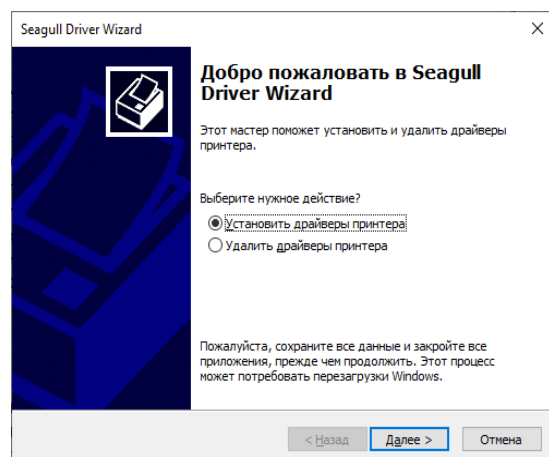 Seagull Driver Wizard
Добро пожаловать в Seagull
Driver Wizard
Этот мастер поможет установить и удалить драйверы
принтера.
Выберите нужное действие?
Установить драйверы принтера
Удалить драйверы принтера
Пожалуйста, сохраните все данные и закройте все
приложения, прежде чем продолжить. Этот процесс
может потребовать перезагрузки Windows.
< Назад Далее > Отмена